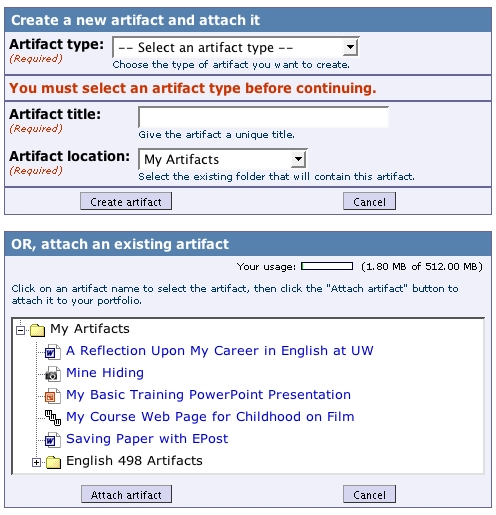 Create a new artifact and attach it
Artifact type: -- Select an artifact type --
(Required)
Choose the type of artifact you want to create.
You must select an artifact type before continuing.
Artifact title:
(Required)
Give the artifact a unique title.
Artifact location: My Artifacts
(Required)
Select the existing folder that will contain this artifact.
Create artifact Cancel
OR, attach an existing artifact
Your usage: (1.80 MB of 512.00 MB)
Click on an artifact name to select the artifact, then click the "Attach artifact" button to
attach it to your portfolio.
My Artifacts
A Reflection Upon My Career in English at UW
Mine Hiding
My Basic Training PowerPoint Presentation
My Course Web Page for Childhood on Film
Saving Paper with EPost
English 498 Artifacts
Attach artifact Cancel